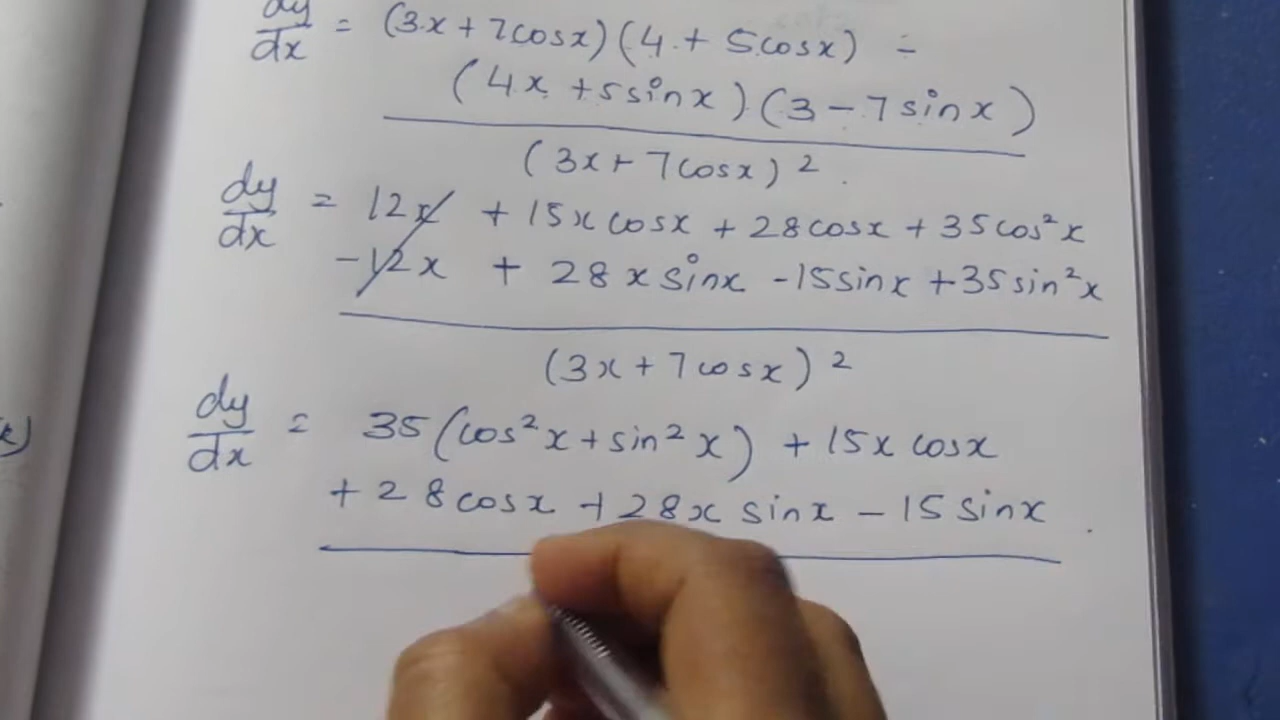 dy/dx = (3x + 7cosx)(4 + 5cosx) -
(4x + 5sinx)(3 - 7sinx)
(3x + 7cosx)²
dy/dx = 12x + 15x cosx + 28cosx + 35cos²x
-12x + 28x sinx - 15sinx + 35sin²x
(3x + 7cosx)²
dy/dx = 35(cos²x + sin²x) + 15x cosx
+ 28cosx + 28x sinx - 15 sinx